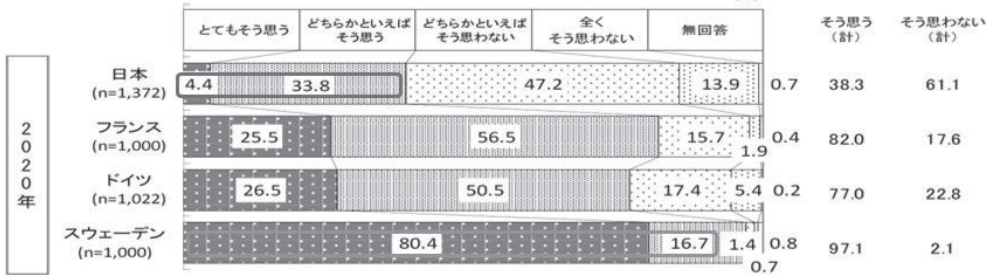 とてもそう思う
どちらかといえば
そう思う
どちらかといえば
そう思わない
全く
そう思わない
無回答
そう思う
(計)
そう思わない
(計)
2020年
日本
(n=1,372)
4.4 33.8 47.2 13.9 0.7 38.3 61.1
フランス
(n=1,000)
25.5 56.5 15.7 1.9 0.4 82.0 17.6
ドイツ
(n=1,022)
26.5 50.5 17.4 5.4 0.2 77.0 22.8
スウェーデン
(n=1,000)
80.4 16.7 1.4 0.7 0.8 97.1 2.1